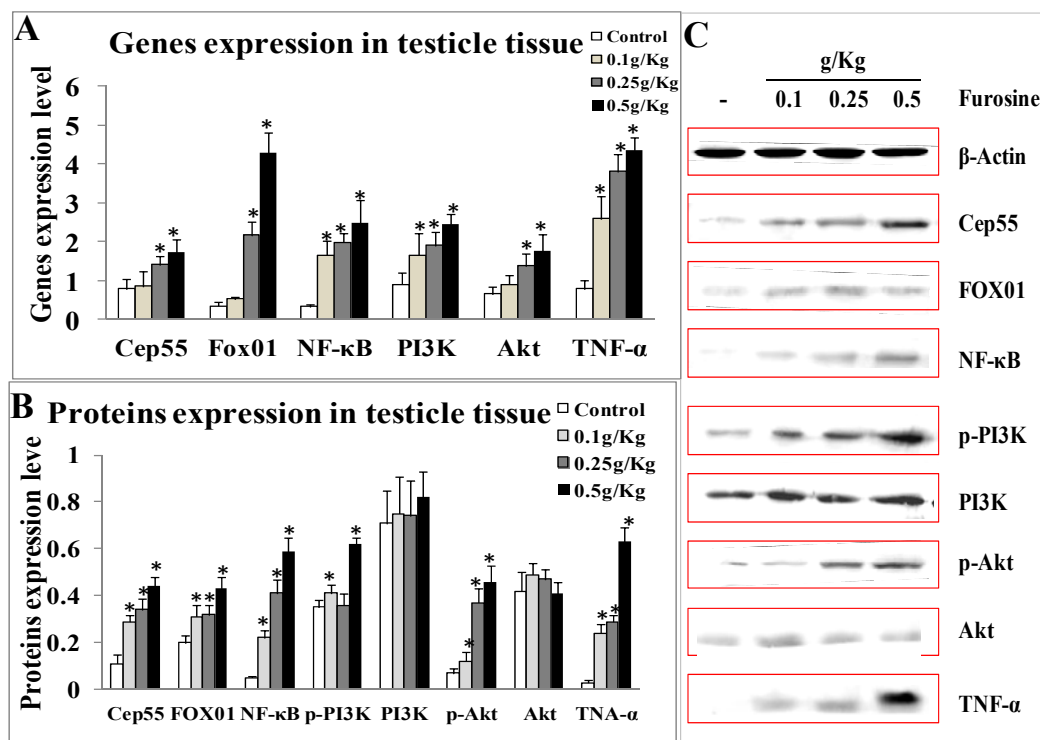 A
Genes expression in testicle tissue
Control
0.1g/Kg
0.25g/Kg
0.5g/Kg
Genes expression level
6
5
4
3
2
1
0
* * * * * * * * * * * * * * *
Cep55 Fox01 NF-κB PI3K Akt TNF-α
B
Proteins expression in testicle tissue
Control
0.1g/Kg
0.25g/Kg
0.5g/Kg
Proteins expression leve
1
0.8
0.6
0.4
0.2
0
* * * * * * * * * * * * * * * * *
Cep55 FOX01 NF-κB p-PI3K PI3K p-Akt Akt TNA-α
C
g/Kg
- 0.1 0.25 0.5 Furosine
β-Actin
Cep55
FOX01
NF-κB
p-PI3K
PI3K
p-Akt
Akt
TNF-α